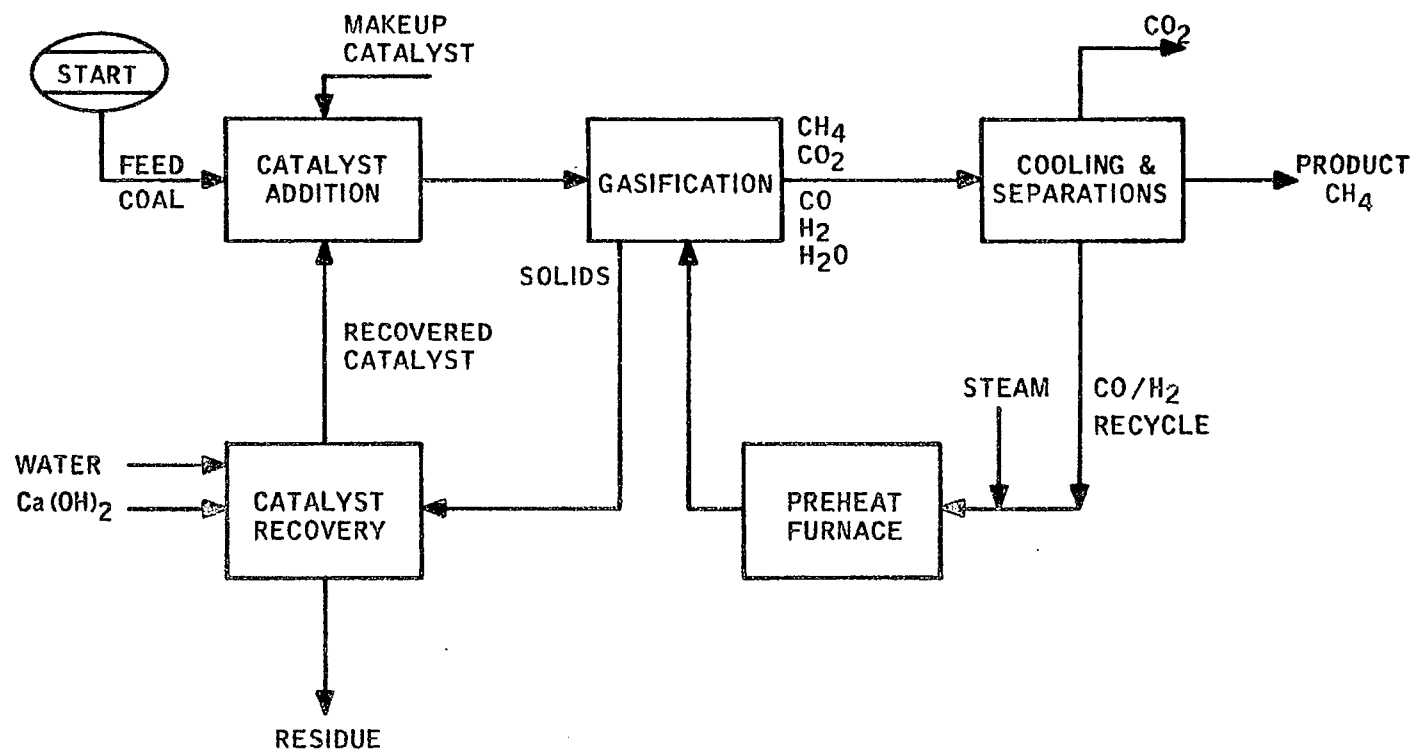 MAKEUP
CATALYST
CO2
START
FEED
COAL
CATALYST
ADDITION
GASIFICATION
CH4
CO2
CO
H2
H2O
COOLING &
SEPARATIONS
PRODUCT
CH4
SOLIDS
RECOVERED
CATALYST
STEAM
CO/H2
RECYCLE
WATER
Ca(OH)2
CATALYST
RECOVERY
PREHEAT
FURNACE
RESIDUE